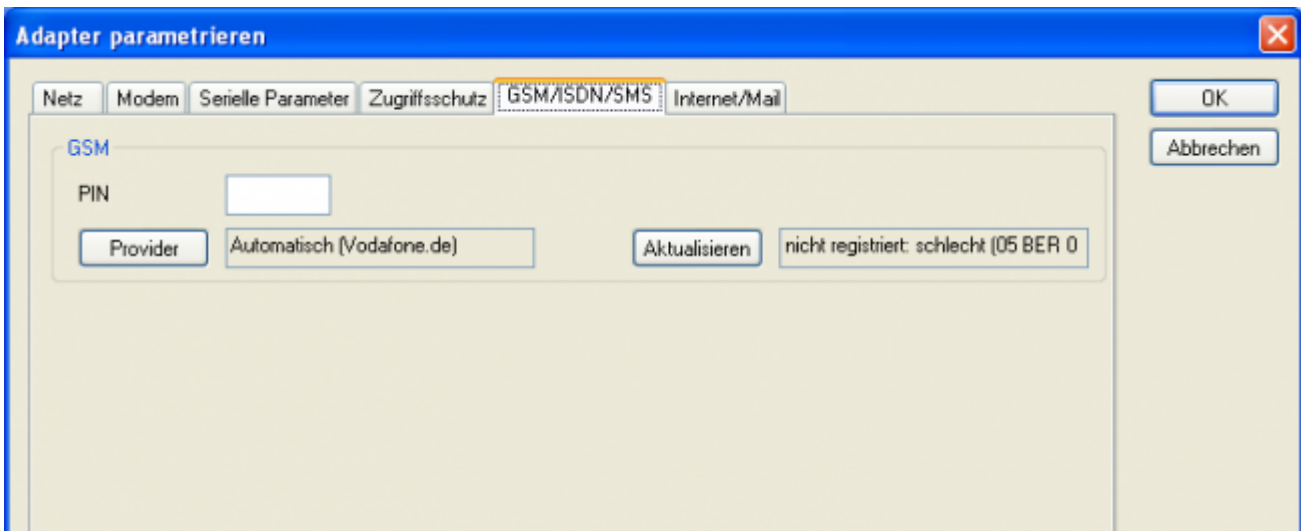 Adapter parametrieren
Netz Modem Serielle Parameter Zugriffsschutz GSM/ISDN/SMS Internet/Mail
OK
Abbrechen
GSM
PIN
Provider Automatisch (Vodafone.de) Aktualisieren nicht registriert: schlecht (05 BER 0